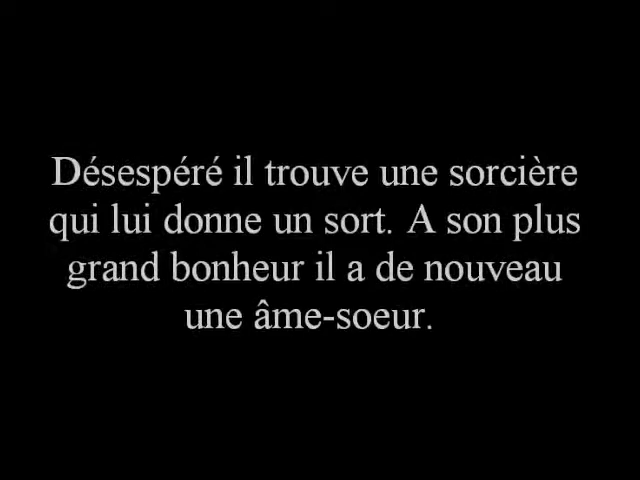 Désespéré il trouve une sorcière
qui lui donne un sort. A son plus
grand bonheur il a de nouveau
une âme-soeur.